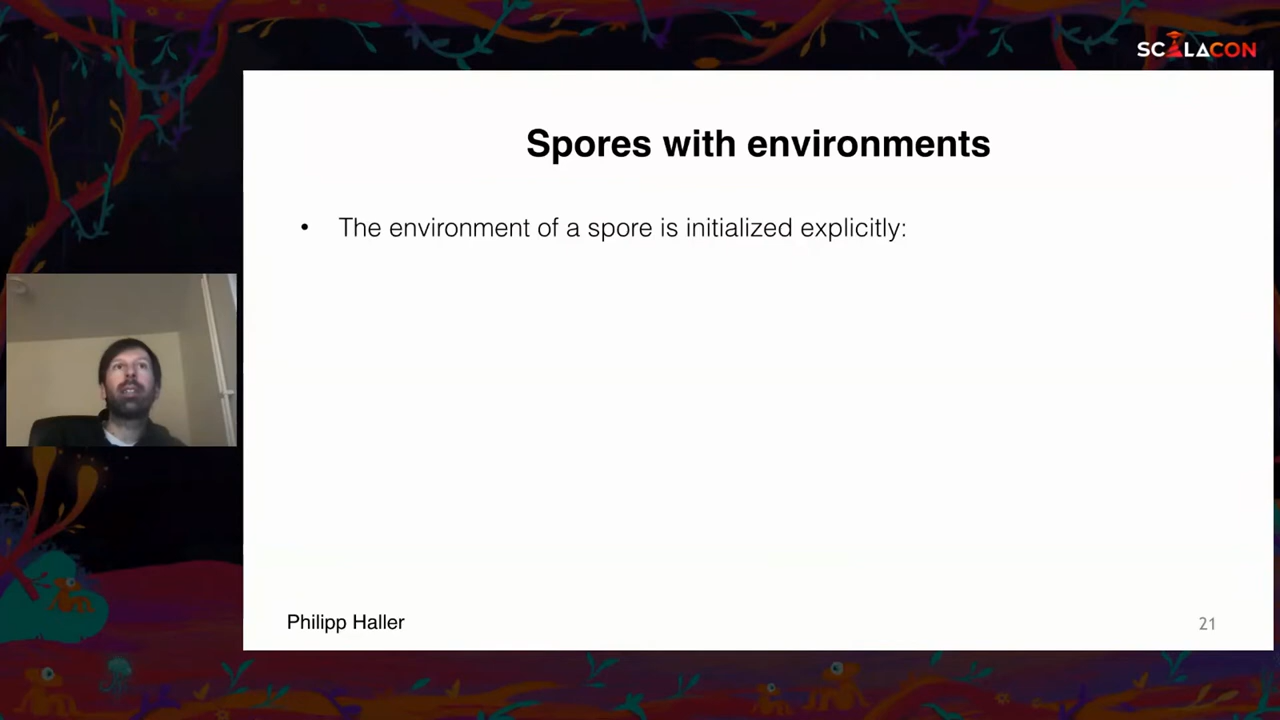 SCALACON
Spores with environments
• The environment of a spore is initialized explicitly:
Philipp Haller
21